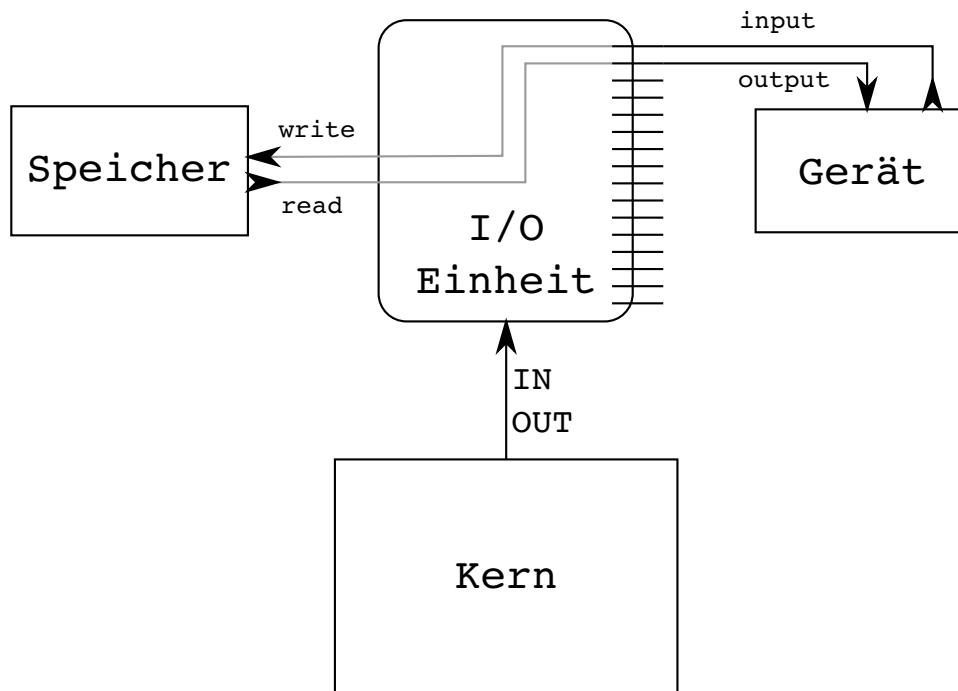 input
output
write
Speicher
read
Gerät
I/O
Einheit
IN
OUT
Kern